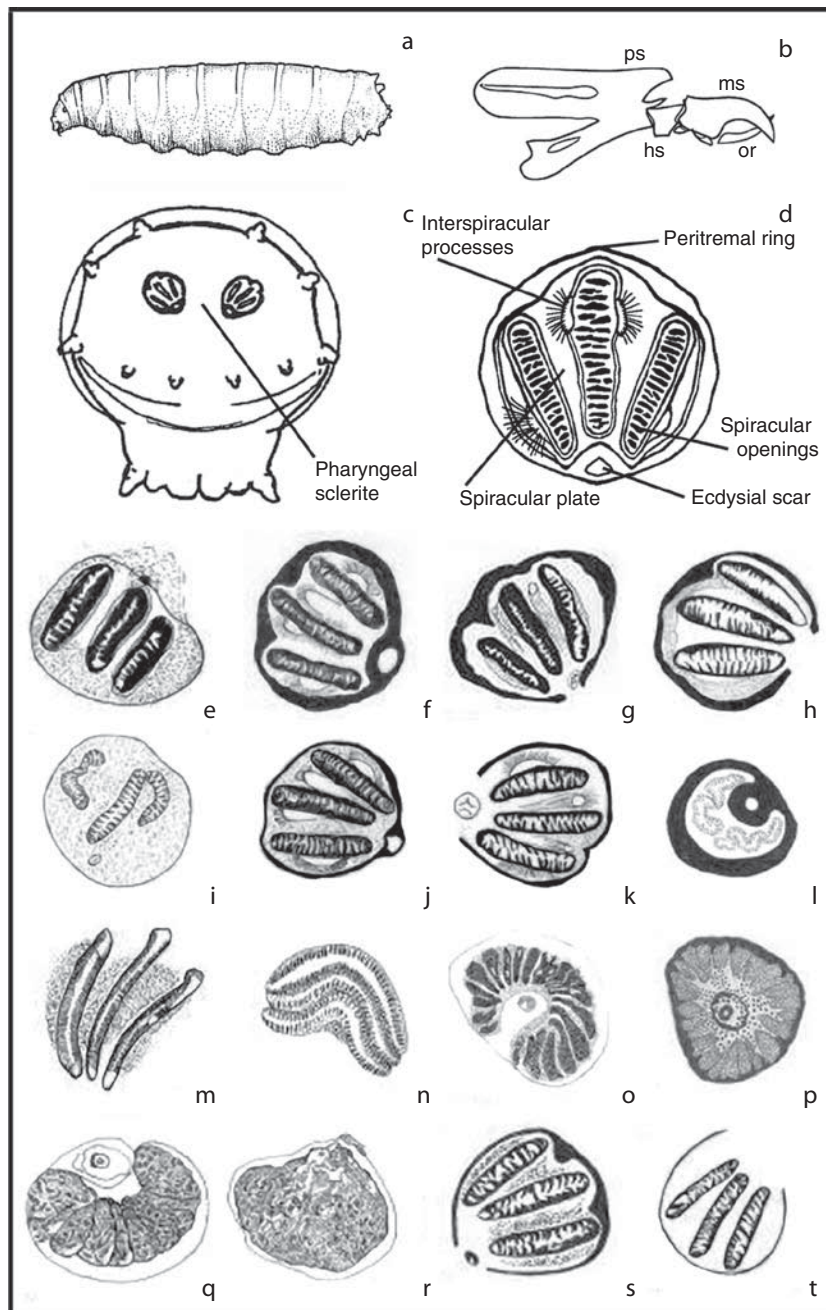 a
b
ps
ms
hs
or
c
d
Interspiracular
processes
Peritremal ring
Pharyngeal
sclerite
Spiracular plate
Spiracular
openings
Ecdysial scar
e
f
g
h
i
j
k
l
m
n
o
p
q
r
s
t